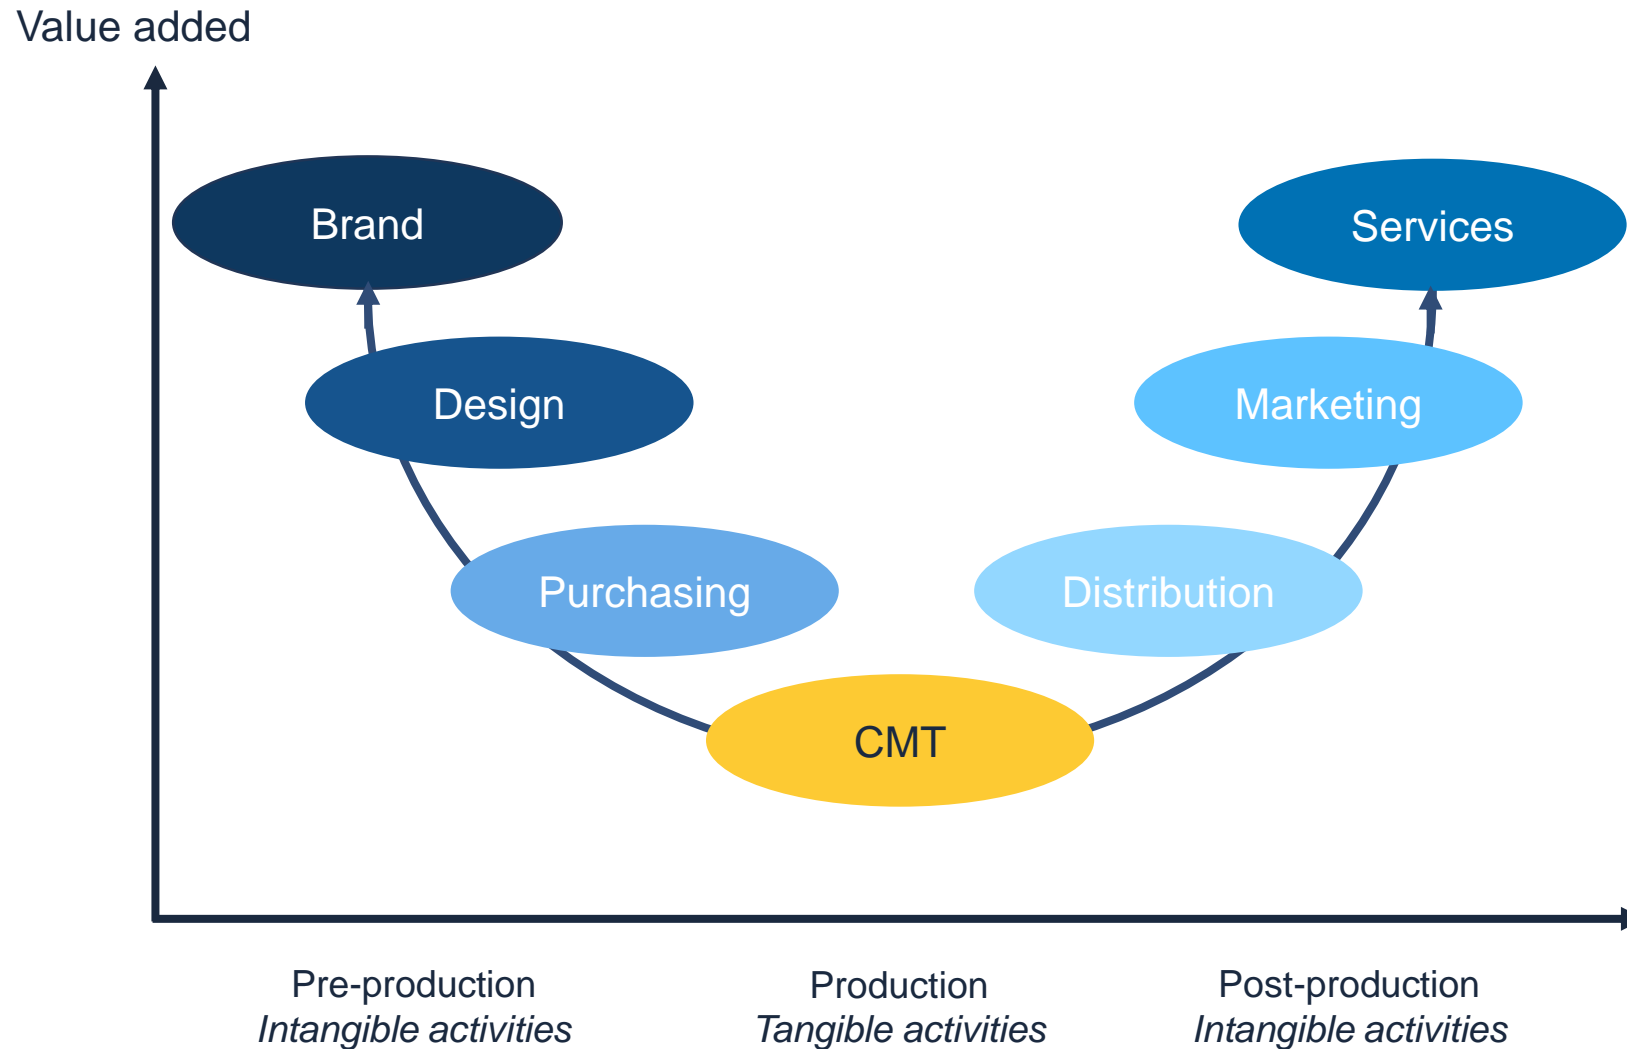 Value added
Brand
Services
Design
Marketing
Purchasing
Distribution
CMT
Pre-production
Intangible activities
Production
Tangible activities
Post-production
Intangible activities